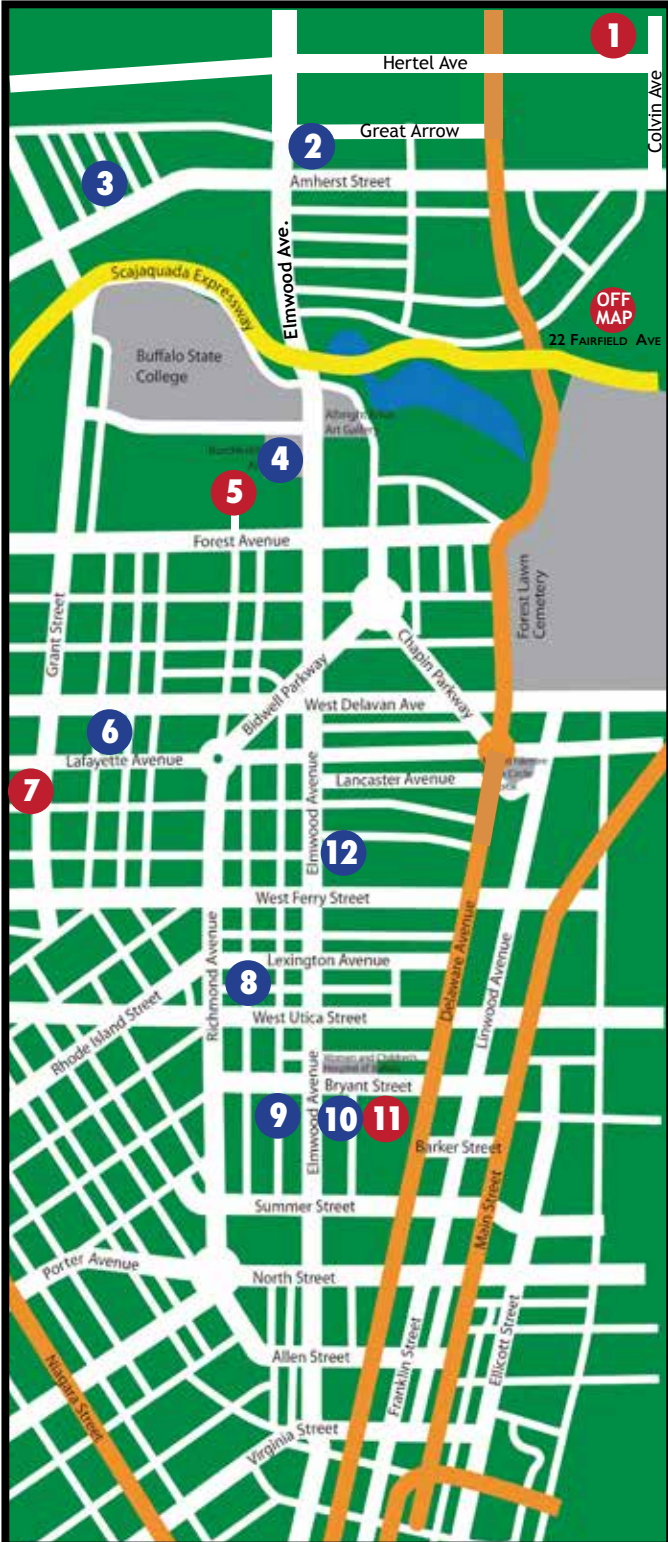 1
Hertel Ave
Colvin Ave
Great Arrow
2
Amherst Street
3
Elmwood Ave.
Scajaquada Expressway
OFF
MAP
22 FAIRFIELD AVE
Buffalo State
College
Albright
Art Gallery
4
5
Forest Avenue
Forest Lawn
Cemetery
Grant Street
Chapin Parkway
Bidwell Parkway
West Delavan Ave
6
Lafayette Avenue
Elmwood Avenue
Lancaster Avenue
7
12
West Ferry Street
Richmond Avenue
Lexington Avenue
Delaware Avenue
Linwood Avenue
8
West Utica Street
Rhode Island Street
Women and Children's
Hospital of
Elmwood Avenue
Bryant Street
9
10
11
Barker Street
Summer Street
Main Street
Porter Avenue
North Street
Franklin Street
Ellicott Street
Allen Street
Niagara Street
Virginia Street